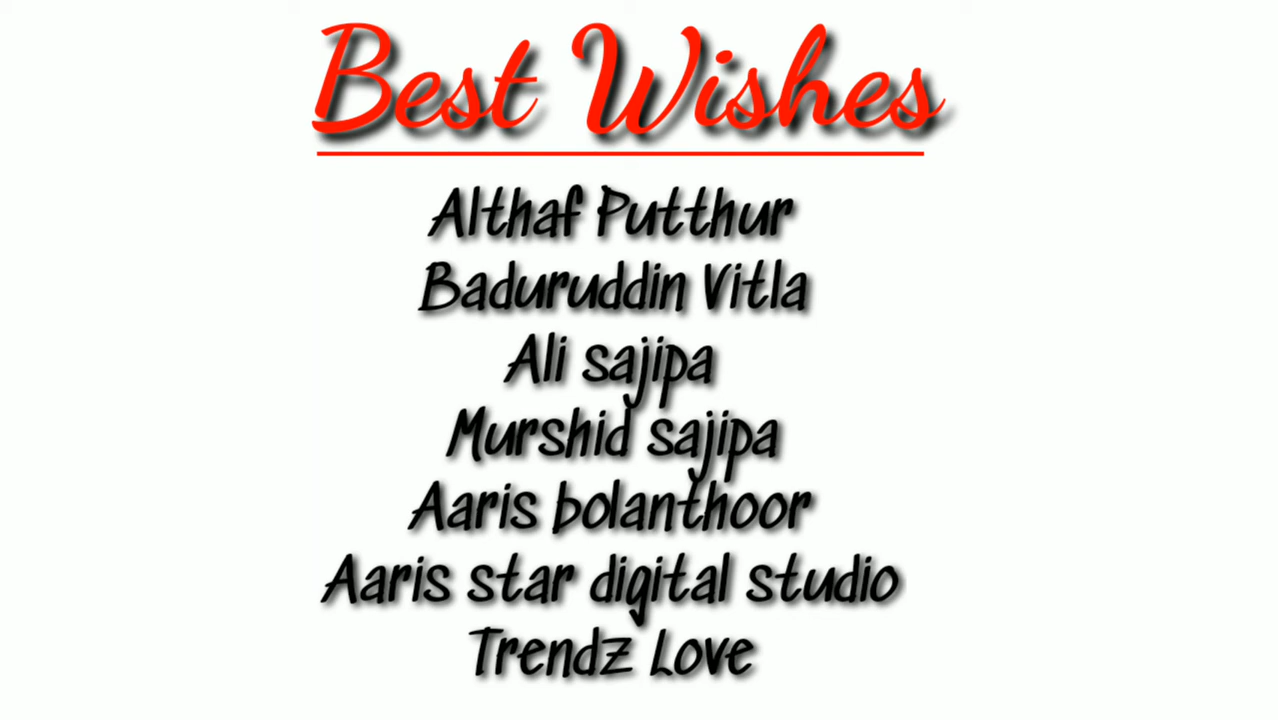 Best Wishes
Althaf Putthur
Baduruddin Vitla
Ali sajipa
Murshid sajipa
Aaris bolanthoor
Aaris star digital studio
Trendz Love